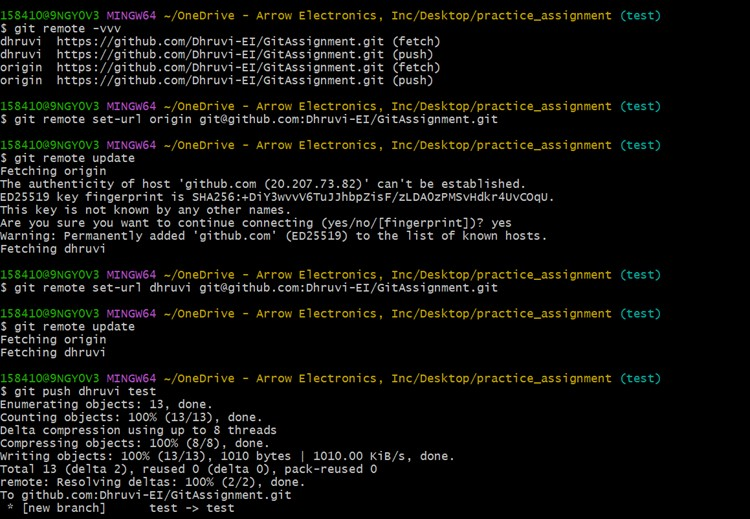 158410@9NGY0V3 MINGW64 ~/OneDrive - Arrow Electronics, Inc/Desktop/practice_assignment (test)
$ git remote -vvv
dhruvi  https://github.com/Dhruvi-EI/GitAssignment.git (fetch)
dhruvi  https://github.com/Dhruvi-EI/GitAssignment.git (push)
origin  https://github.com/Dhruvi-EI/GitAssignment.git (fetch)
origin  https://github.com/Dhruvi-EI/GitAssignment.git (push)
158410@9NGY0V3 MINGW64 ~/OneDrive - Arrow Electronics, Inc/Desktop/practice_assignment (test)
$ git remote set-url origin git@github.com:Dhruvi-EI/GitAssignment.git
158410@9NGY0V3 MINGW64 ~/OneDrive - Arrow Electronics, Inc/Desktop/practice_assignment (test)
$ git remote update
Fetching origin
The authenticity of host 'github.com (20.207.73.82)' can't be established.
ED25519 key fingerprint is SHA256:+DiY3wvvV6TuJJhbpZisF/zLDA0zPMSvHdkr4UvCOqU.
This key is not known by any other names.
Are you sure you want to continue connecting (yes/no/[fingerprint])? yes
Warning: Permanently added 'github.com' (ED25519) to the list of known hosts.
Fetching dhruvi
158410@9NGY0V3 MINGW64 ~/OneDrive - Arrow Electronics, Inc/Desktop/practice_assignment (test)
$ git remote set-url dhruvi git@github.com:Dhruvi-EI/GitAssignment.git
158410@9NGY0V3 MINGW64 ~/OneDrive - Arrow Electronics, Inc/Desktop/practice_assignment (test)
$ git remote update
Fetching origin
Fetching dhruvi
158410@9NGY0V3 MINGW64 ~/OneDrive - Arrow Electronics, Inc/Desktop/practice_assignment (test)
$ git push dhruvi test
Enumerating objects: 13, done.
Counting objects: 100% (13/13), done.
Delta compression using up to 8 threads
Compressing objects: 100% (8/8), done.
Writing objects: 100% (13/13), 1010 bytes | 1010.00 KiB/s, done.
Total 13 (delta 2), reused 0 (delta 0), pack-reused 0
remote: Resolving deltas: 100% (2/2), done.
To github.com:Dhruvi-EI/GitAssignment.git
 * [new branch]      test -> test